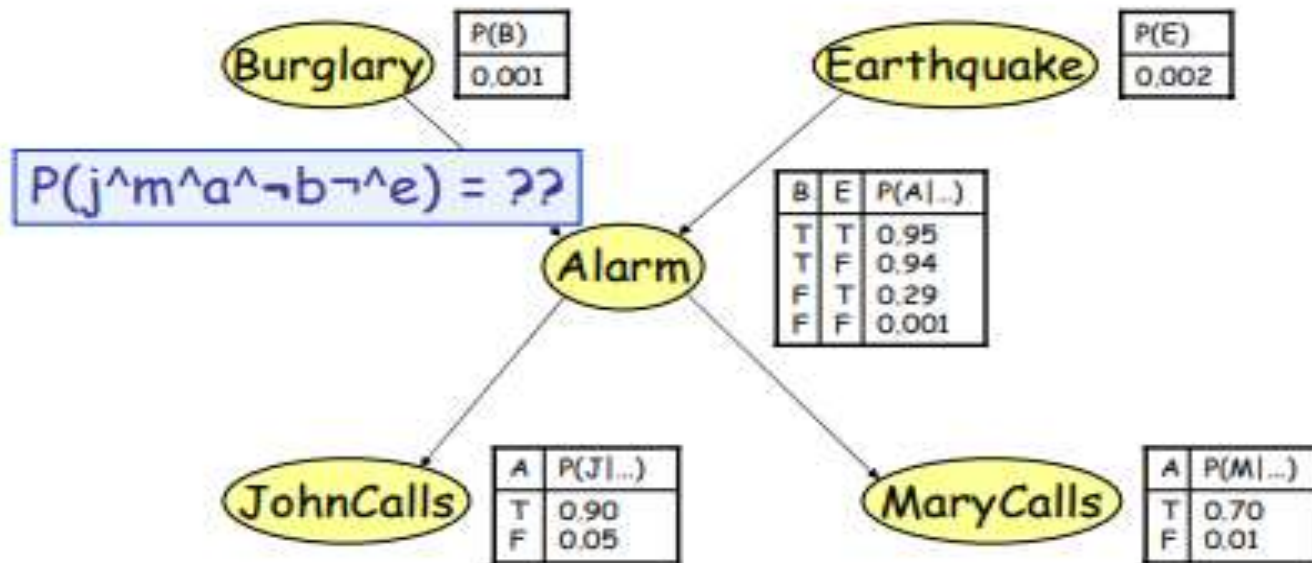 Burglary
P(B)
0.001
Earthquake
P(E)
0.002
P(j^m^a^¬b¬^e) = ??
Alarm
B E P(A|...)
T T 0.95
T F 0.94
F T 0.29
F F 0.001
JohnCalls
A P(J|...)
T 0.90
F 0.05
MaryCalls
A P(M|...)
T 0.70
F 0.01